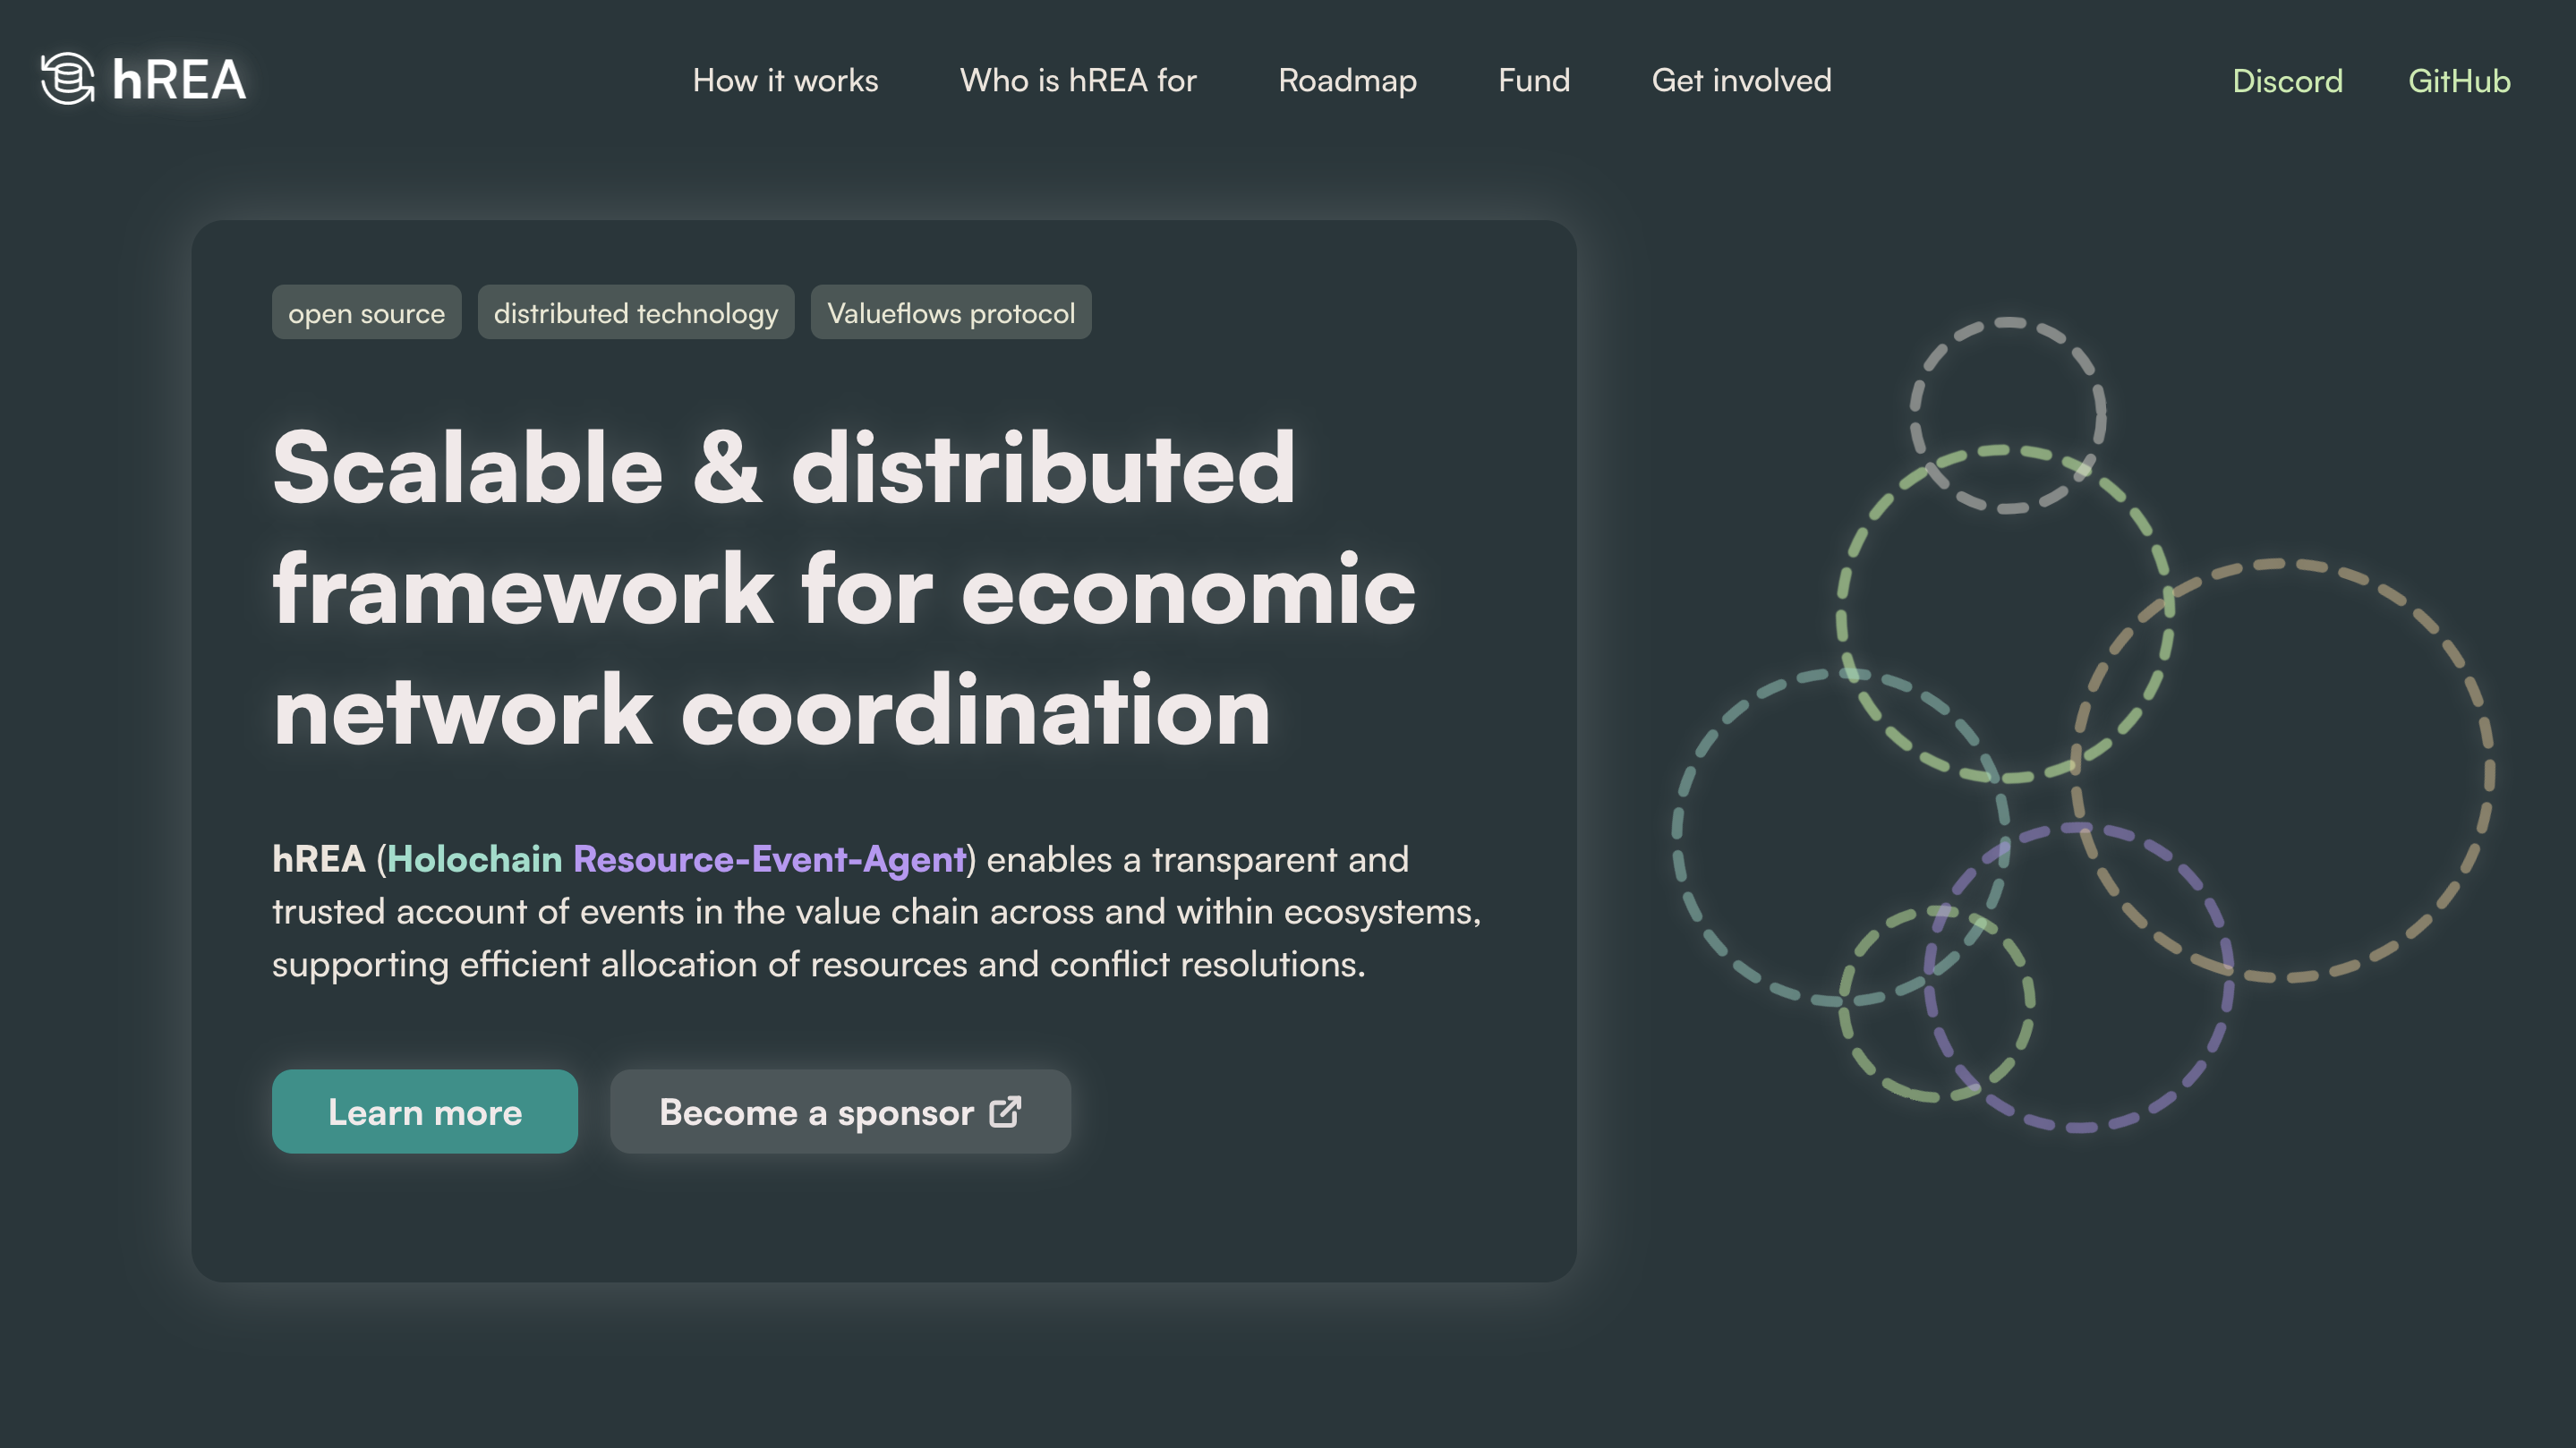 hREA
How it works
Who is hREA for
Roadmap
Fund
Get involved
Discord
GitHub
open source
distributed technology
Valueflows protocol
Scalable & distributed
framework for economic
network coordination
hREA (Holochain Resource-Event-Agent) enables a transparent and
trusted account of events in the value chain across and within ecosystems,
supporting efficient allocation of resources and conflict resolutions.
Learn more
Become a sponsor